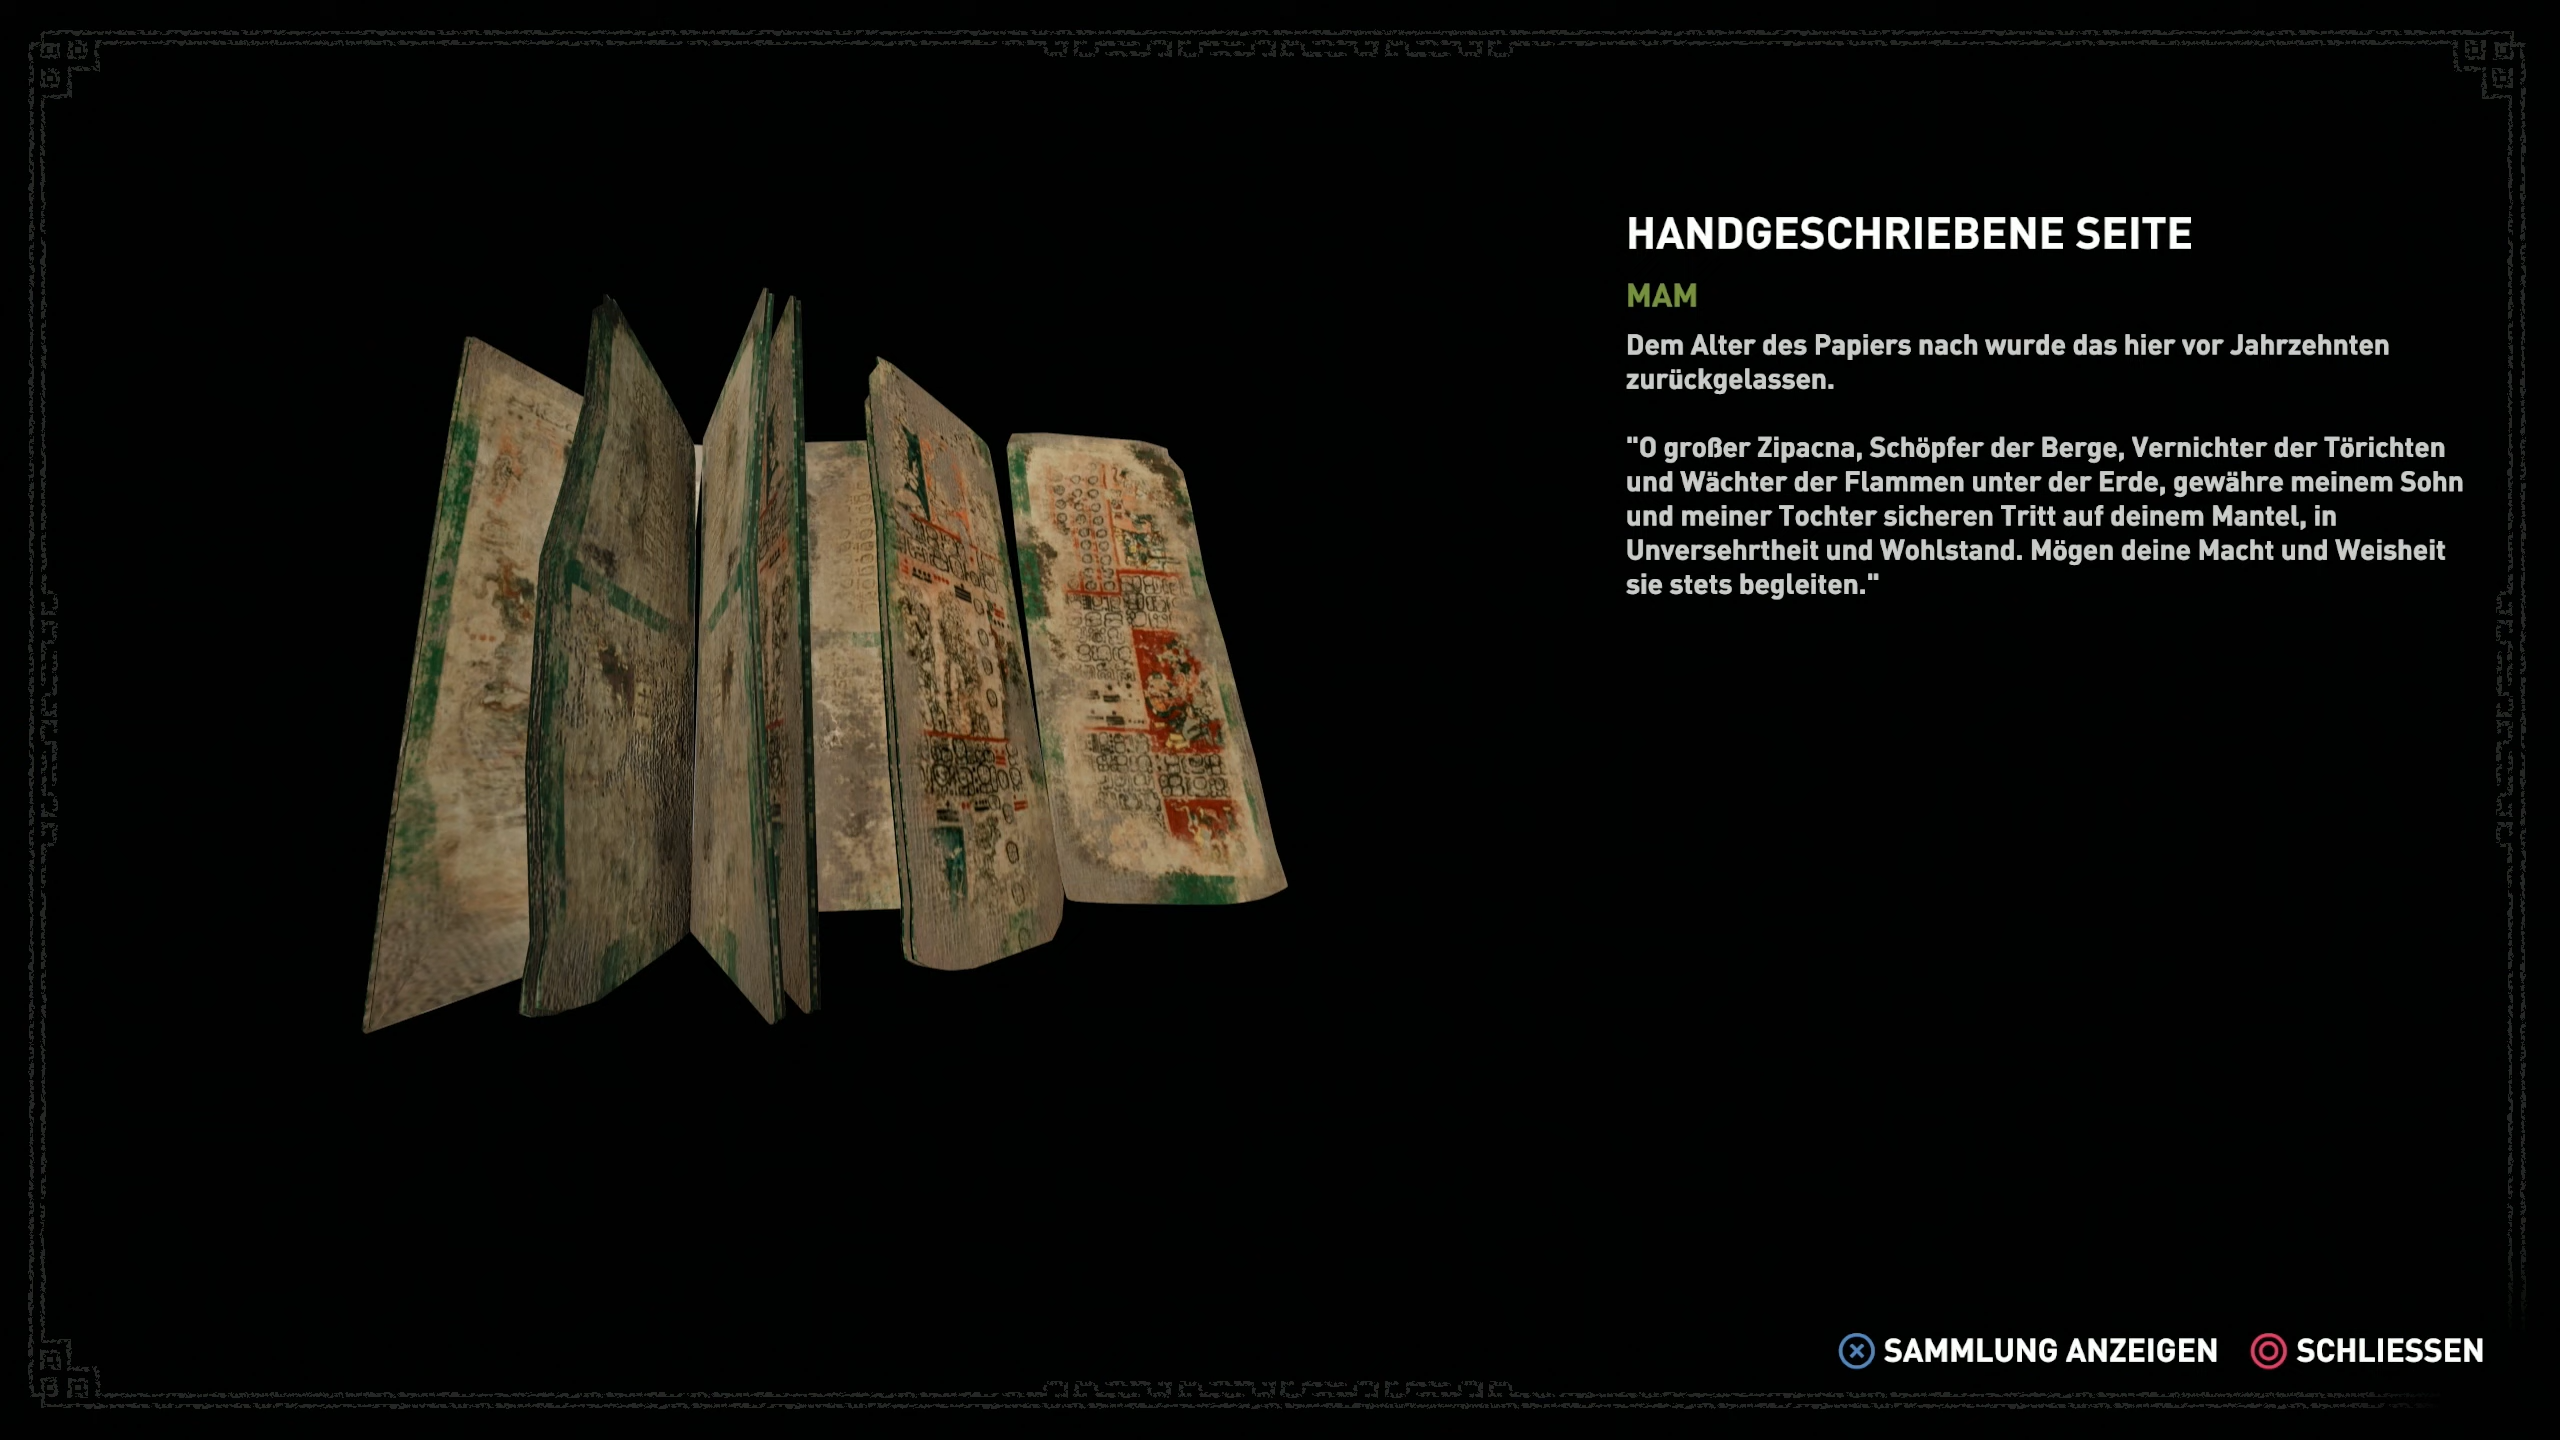 HANDGESCHRIEBENE SEITE
MAM
Dem Alter des Papiers nach wurde das hier vor Jahrzehnten
zurückgelassen.
"O großer Zipacna, Schöpfer der Berge, Vernichter der Törichten
und Wächter der Flammen unter der Erde, gewähre meinem Sohn
und meiner Tochter sicheren Tritt auf deinem Mantel, in
Unversehrtheit und Wohlstand. Mögen deine Macht und Weisheit
sie stets begleiten."
SAMMLUNG ANZEIGEN SCHLIESSEN